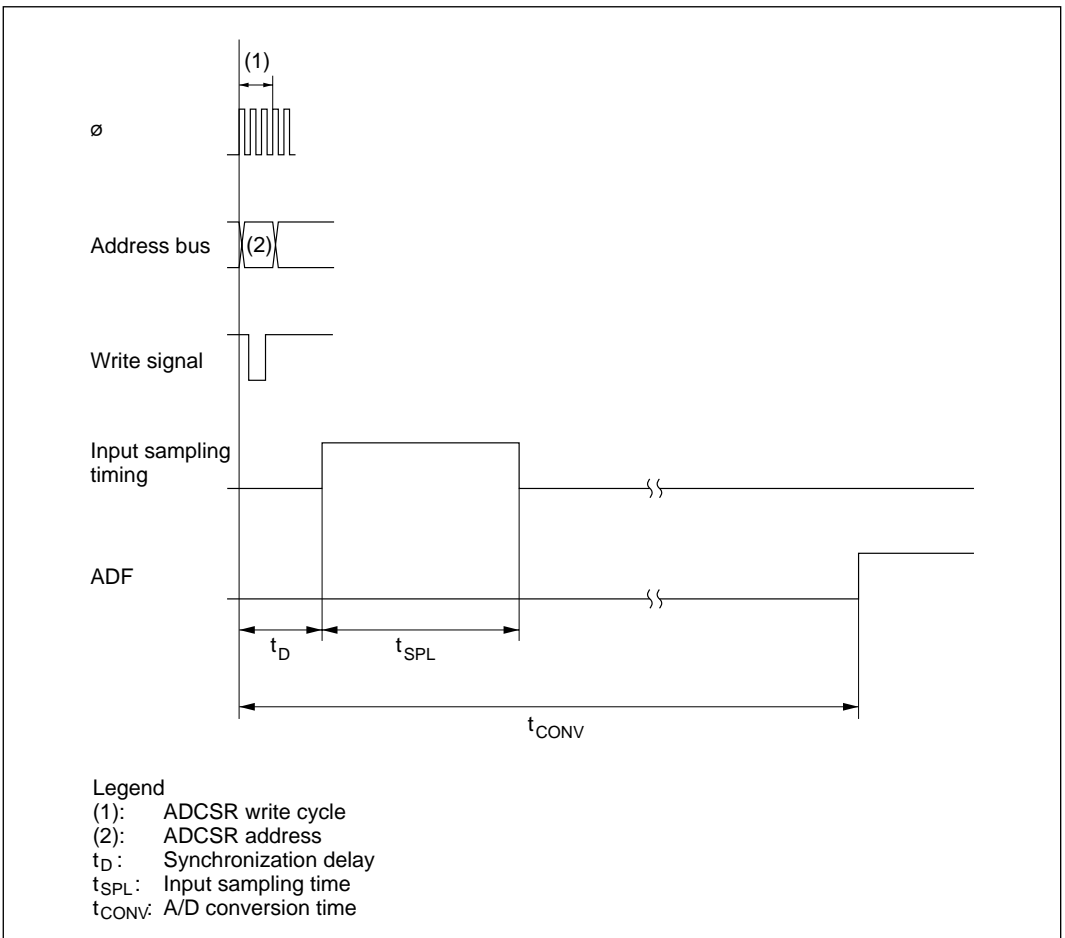 (1)
ø
Address bus
(2)
Write signal
Input sampling
timing
ADF
tD
tSPL
tCONV
Legend
(1): ADCSR write cycle
(2): ADCSR address
tD : Synchronization delay
tSPL : Input sampling time
tCONV: A/D conversion time